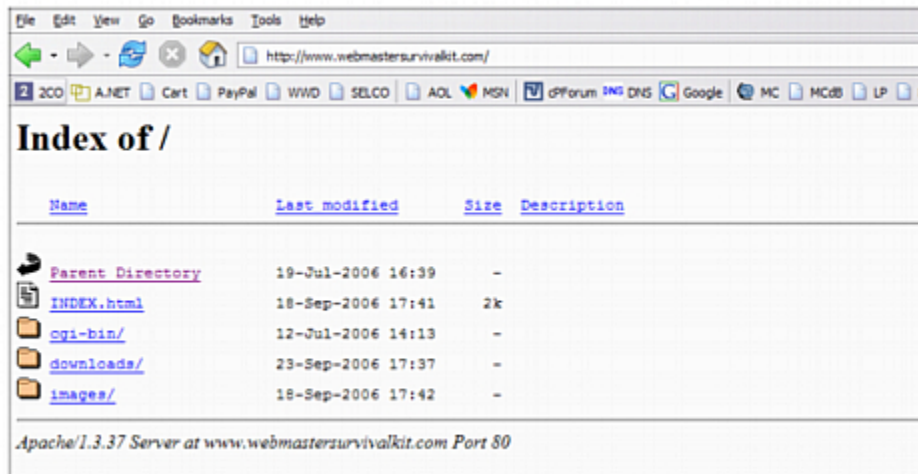 File Edit View Go Bookmarks Tools Help
http://www.webmastersurvivalkit.com/
2 2CO A.NET Cart PayPal WWD SELCO AOL MSN cPForum DNS DNS G Google MC MCdB LP
Index of /
Name Last modified Size Description
Parent Directory 19-Jul-2006 16:39 -
INDEX.html 18-Sep-2006 17:41 2k
cgi-bin/ 12-Jul-2006 14:13 -
downloads/ 23-Sep-2006 17:37 -
images/ 18-Sep-2006 17:42 -
Apache/1.3.37 Server at www.webmastersurvivalkit.com Port 80